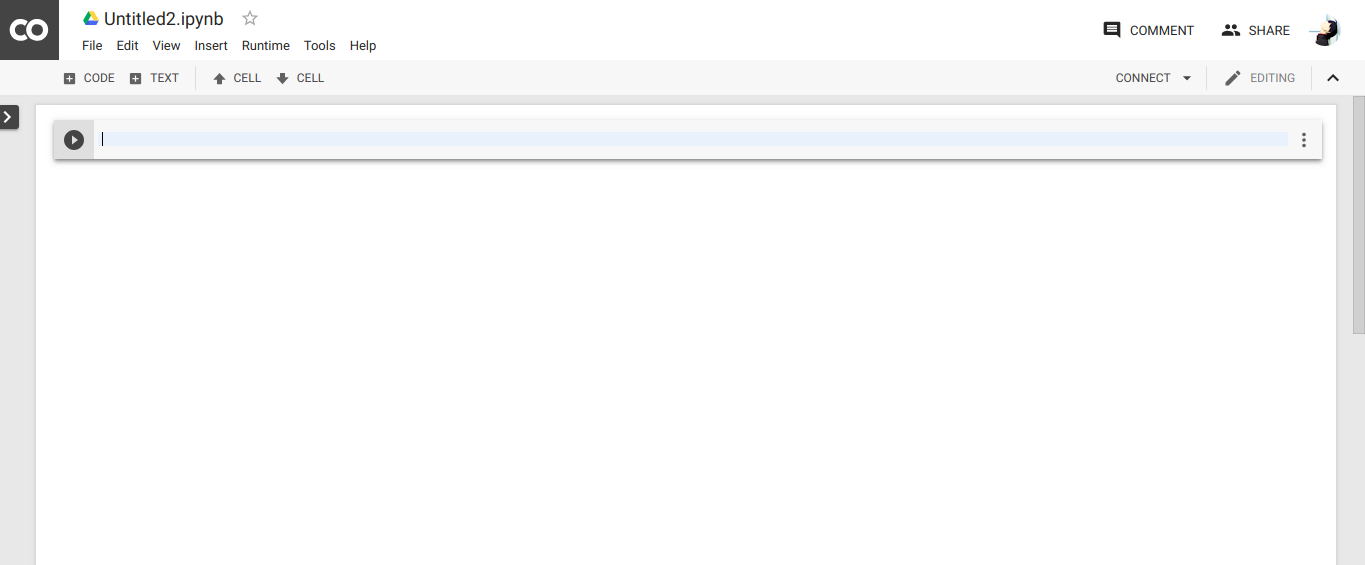 CO
Untitled2.ipynb
File Edit View Insert Runtime Tools Help
COMMENT SHARE
CODE TEXT CELL CELL
CONNECT EDITING